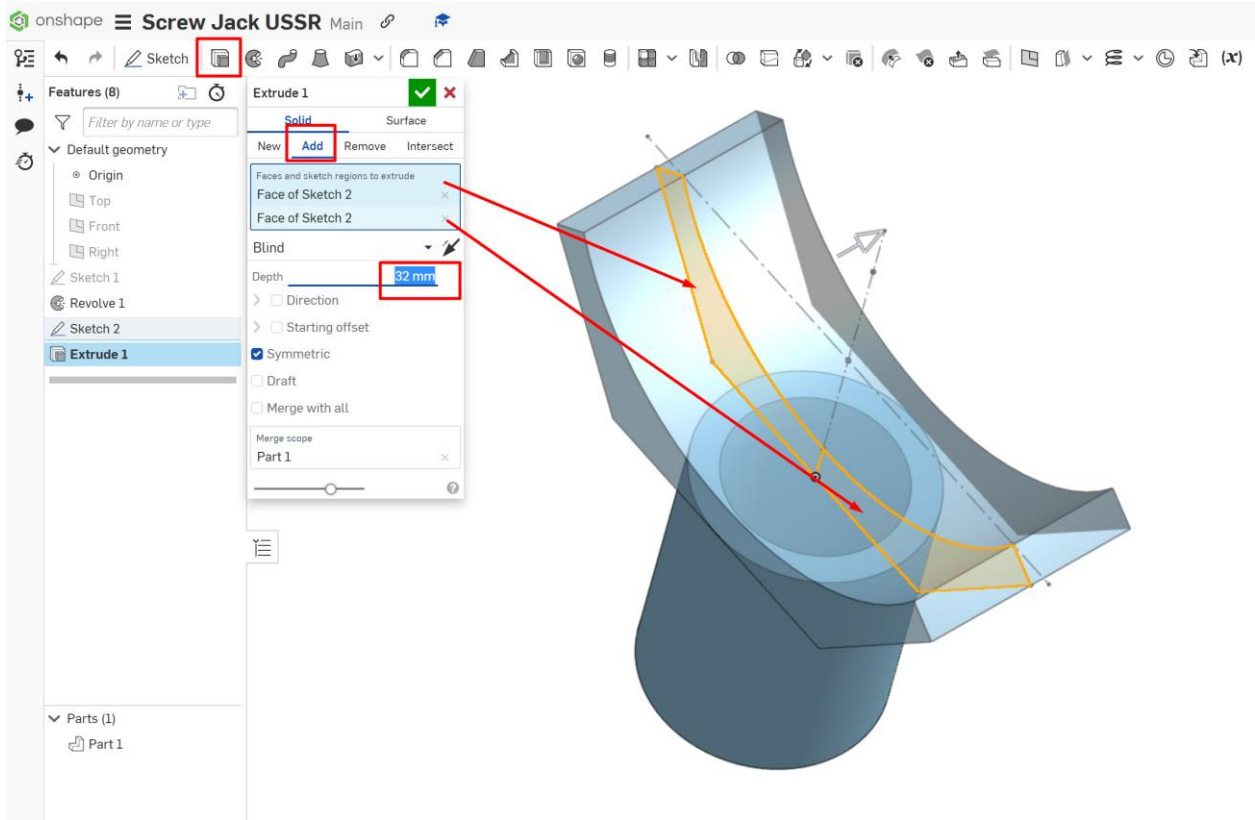 onshape Screw Jack USSR Main
Sketch (x)
Features (8)
Filter by name or type
Default geometry
Origin
Top
Front
Right
Sketch 1
Revolve 1
Sketch 2
Extrude 1
Extrude 1
Solid Surface
New Add Remove Intersect
Faces and sketch regions to extrude
Face of Sketch 2
Face of Sketch 2
Blind
Depth 32 mm
Direction
Starting offset
Symmetric
Draft
Merge with all
Merge scope
Part 1
Parts (1)
Part 1